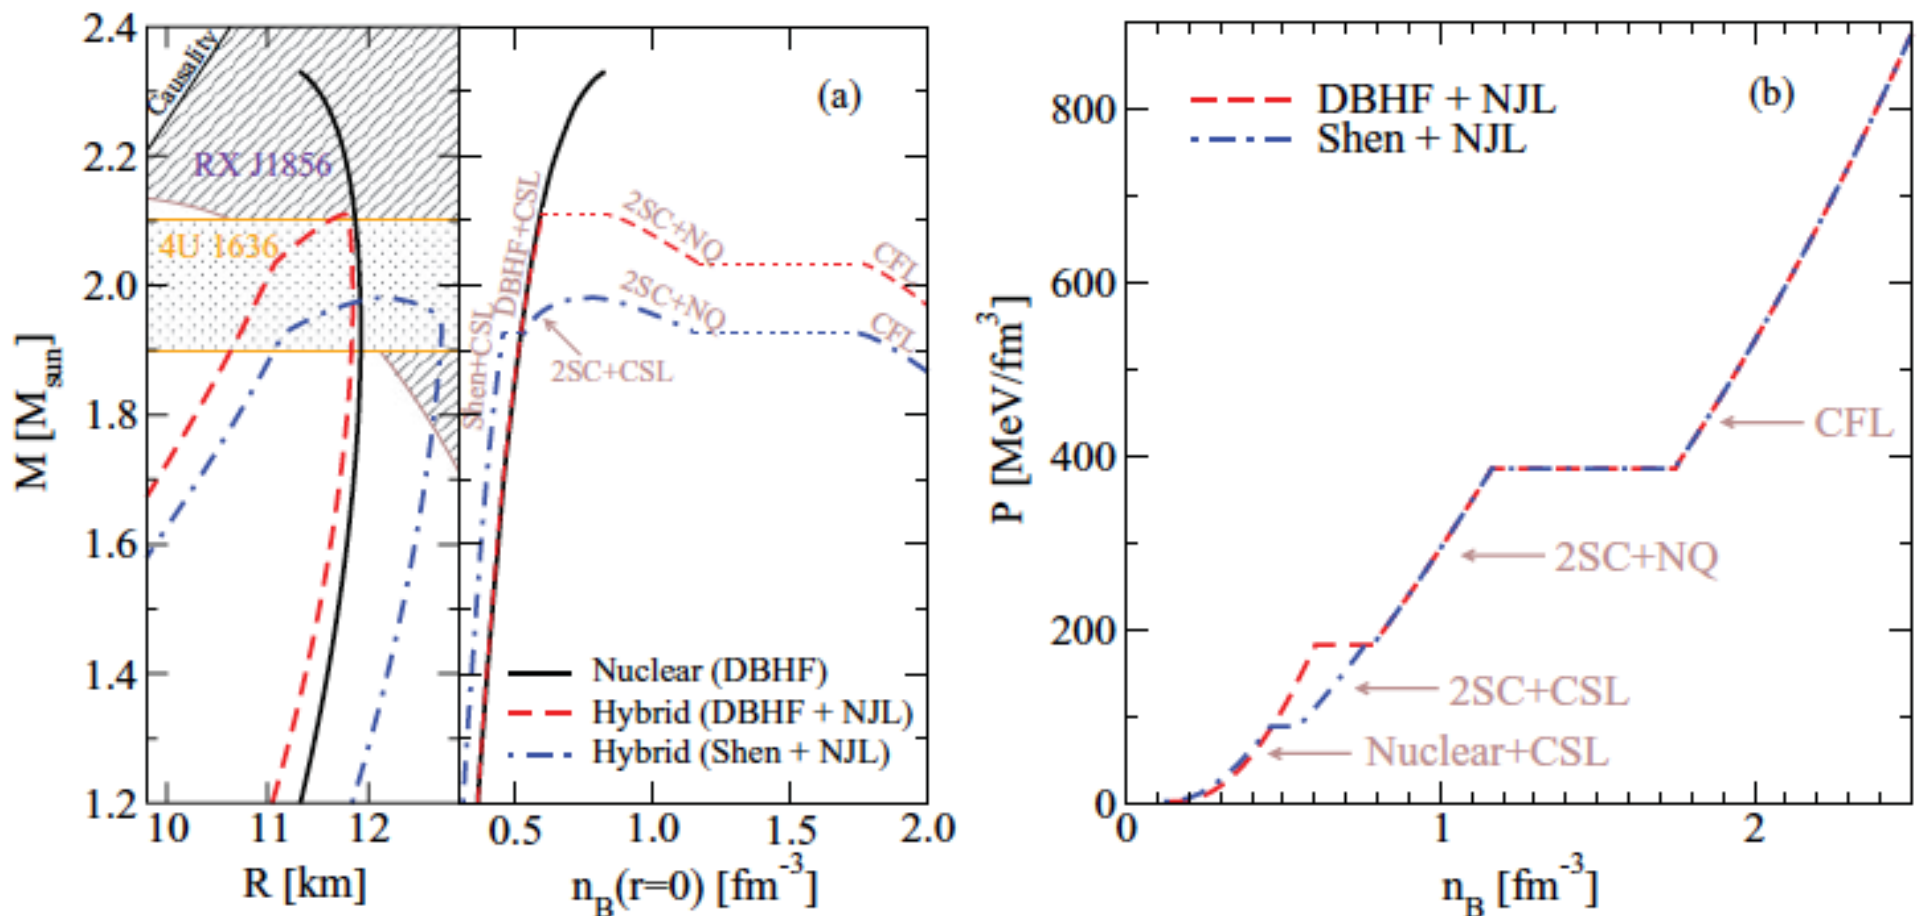 2.4
2.2
2.0
1.8
1.6
1.4
1.2
M [M_sun]
Causality
RX J1856
4U 1636
10
11
12
R [km]
(a)
Shen+CSL
DBHF+CSL
2SC+NQ
CFL
2SC+NQ
CFL
2SC+CSL
Nuclear (DBHF)
Hybrid (DBHF + NJL)
Hybrid (Shen + NJL)
0.5
1.0
1.5
2.0
n_B(r=0) [fm^-3]
(b)
DBHF + NJL
Shen + NJL
800
600
400
200
0
P [MeV/fm^3]
CFL
2SC+NQ
2SC+CSL
Nuclear+CSL
0
1
2
n_B [fm^-3]